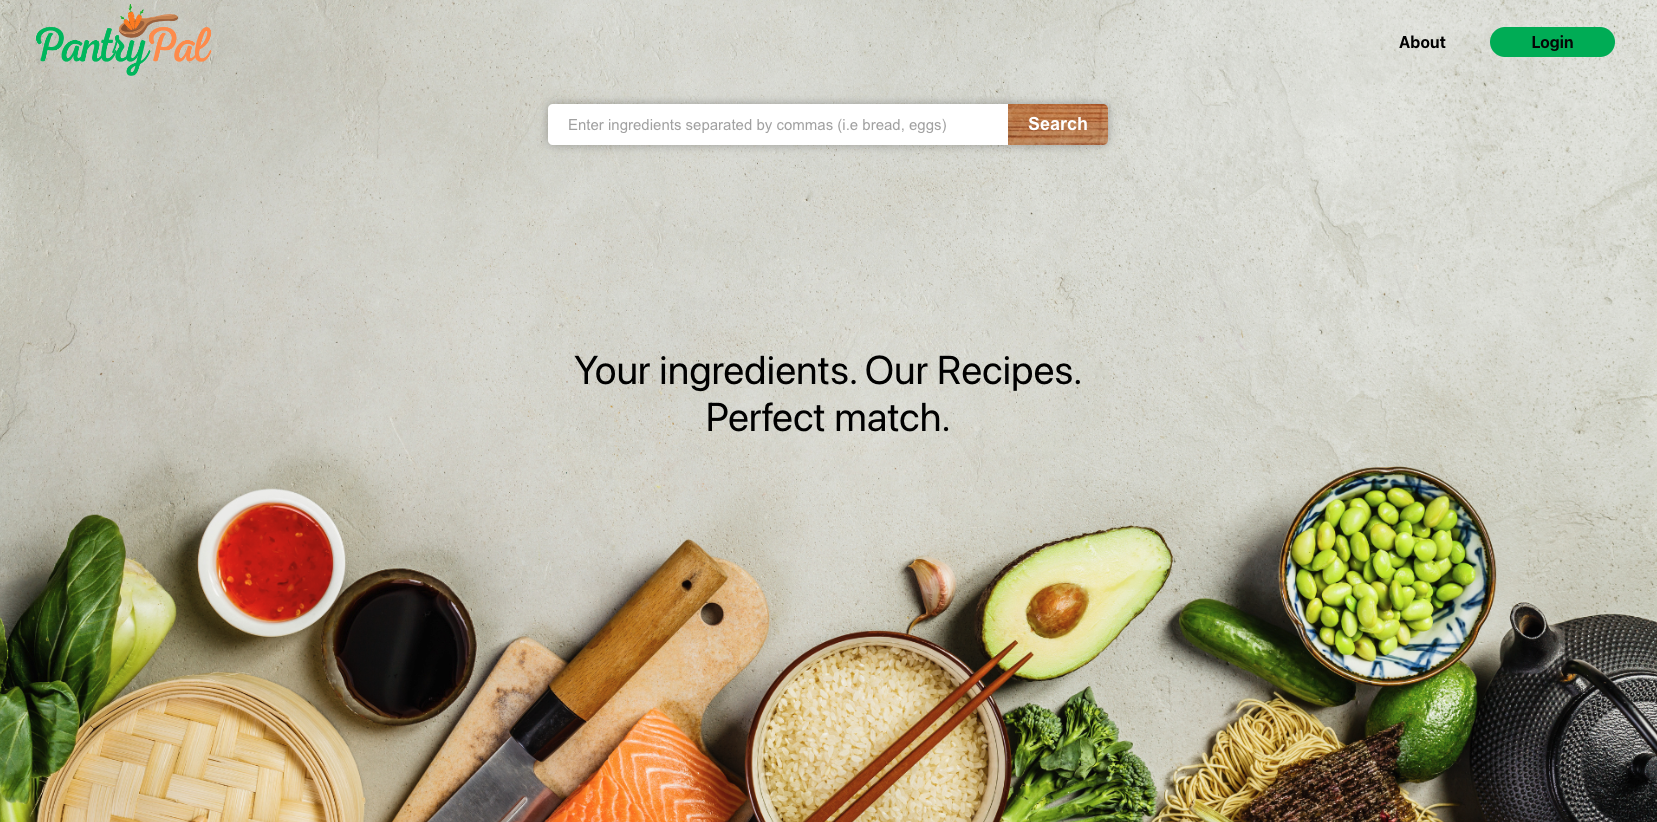 PantryPal
About
Login
Enter ingredients separated by commas (i.e bread, eggs)
Search
Your ingredients. Our Recipes.
Perfect match.